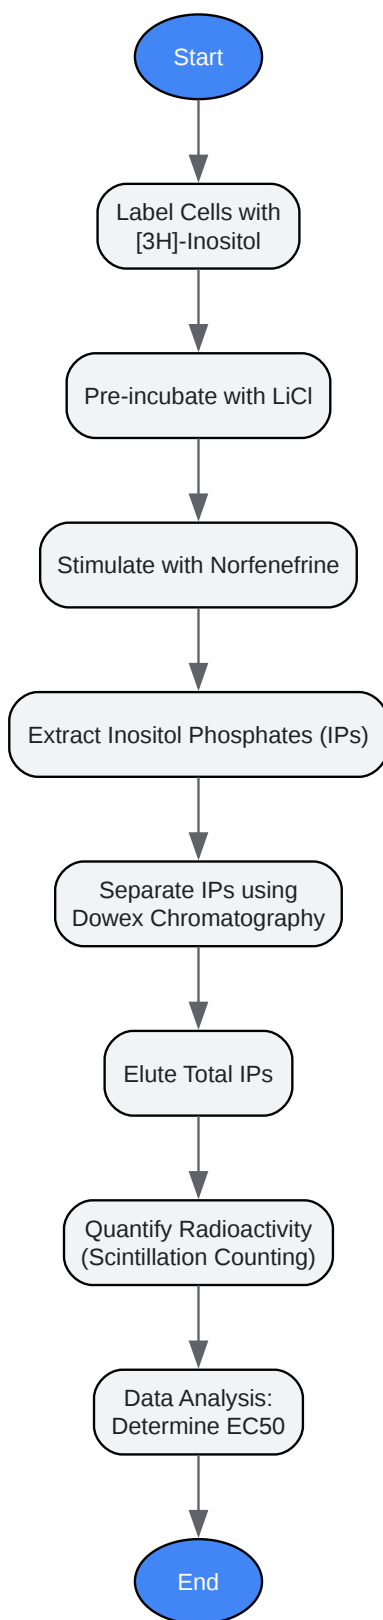 Start
Label Cells with
[3H]-Inositol
Pre-incubate with LiCl
Stimulate with Norfenefrine
Extract Inositol Phosphates (IPs)
Separate IPs using
Dowex Chromatography
Elute Total IPs
Quantify Radioactivity
(Scintillation Counting)
Data Analysis:
Determine EC50
End